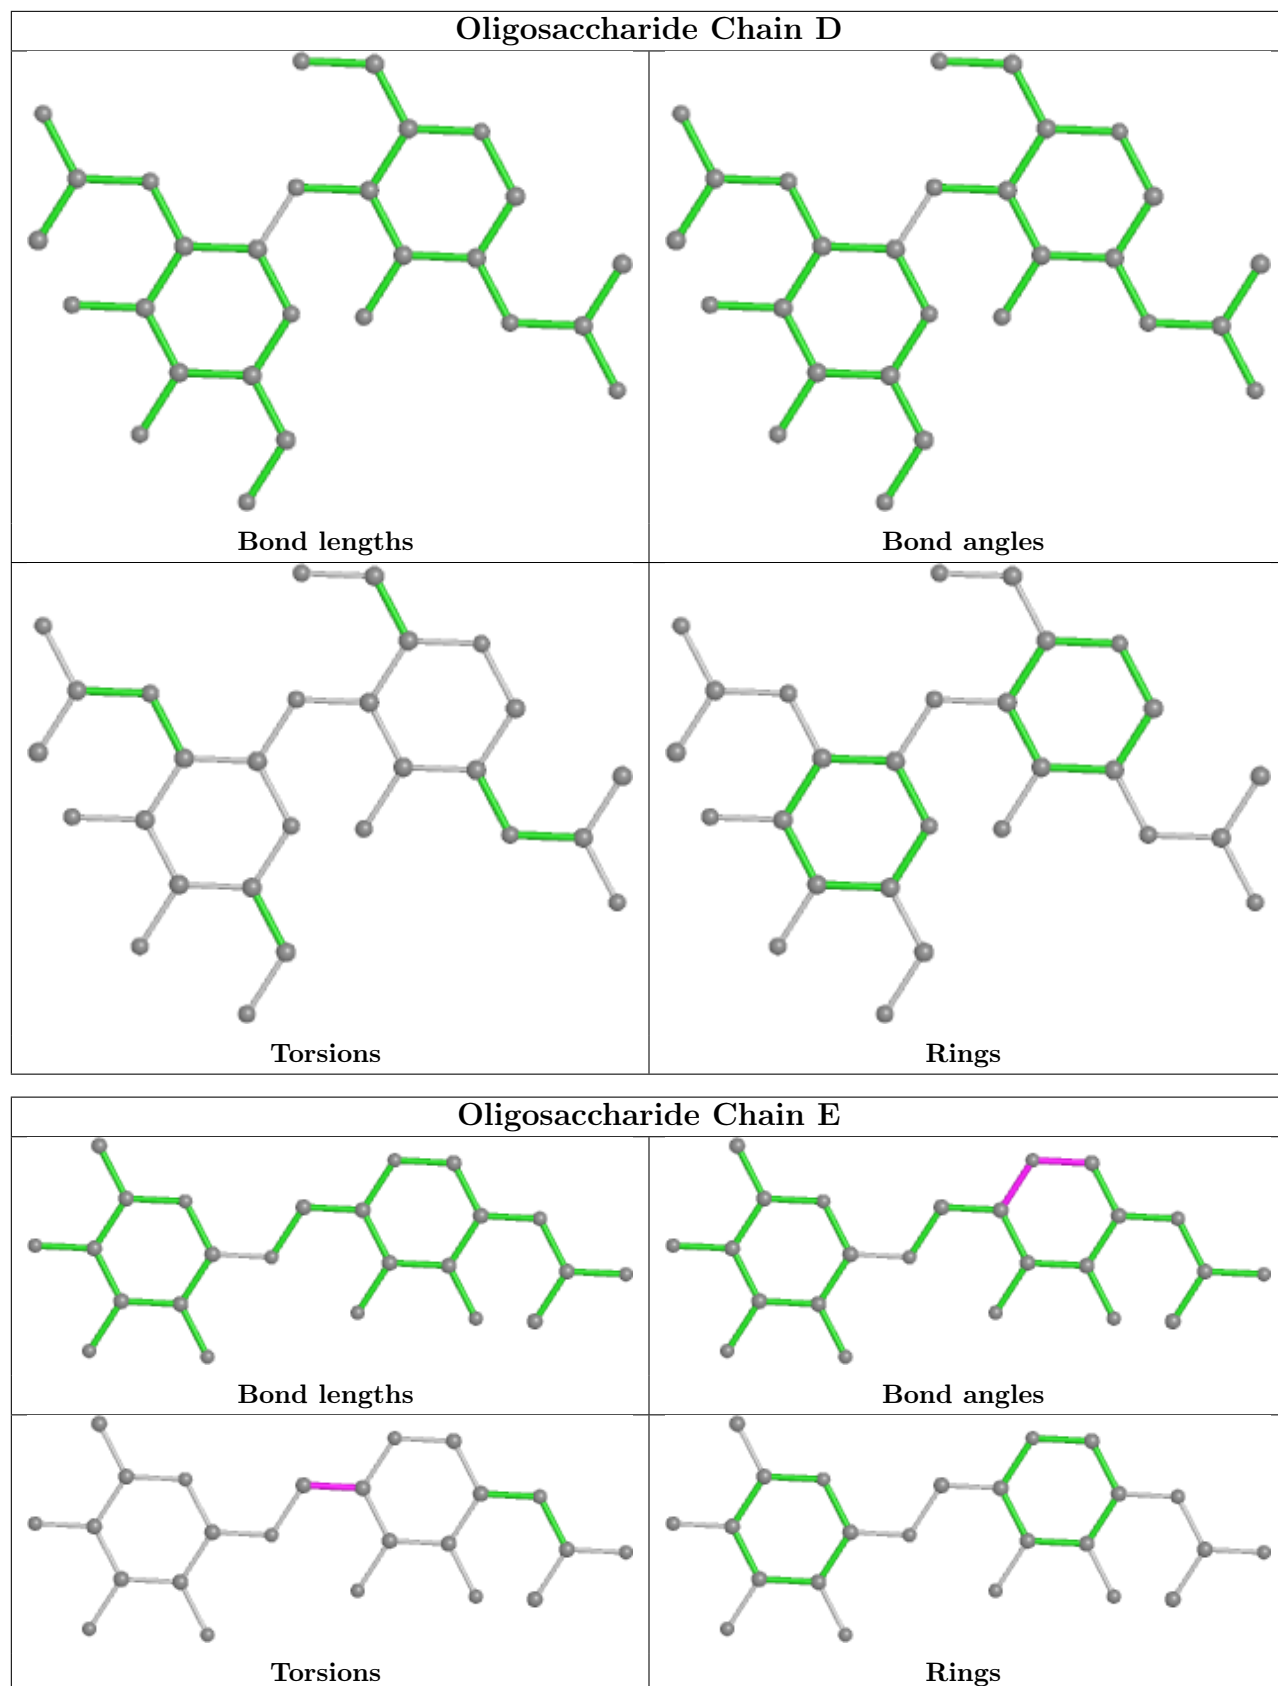 Oligosaccharide Chain D
Bond lengths
Bond angles
Torsions
Rings
Oligosaccharide Chain E
Bond lengths
Bond angles
Torsions
Rings